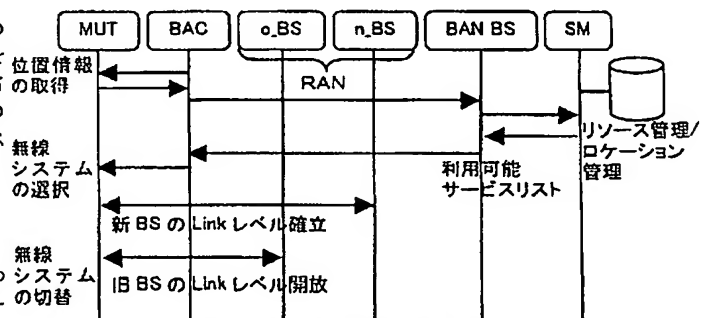 MUT
BAC
o_BS
n_BS
BAN BS
SM
RAN
位置情報
の取得
リソース管理/
ロケーション
管理
無線
システム
の選択
利用可能
サービスリスト
新 BS の Link レベル確立
無線
システム
の切替
旧 BS の Link レベル開放